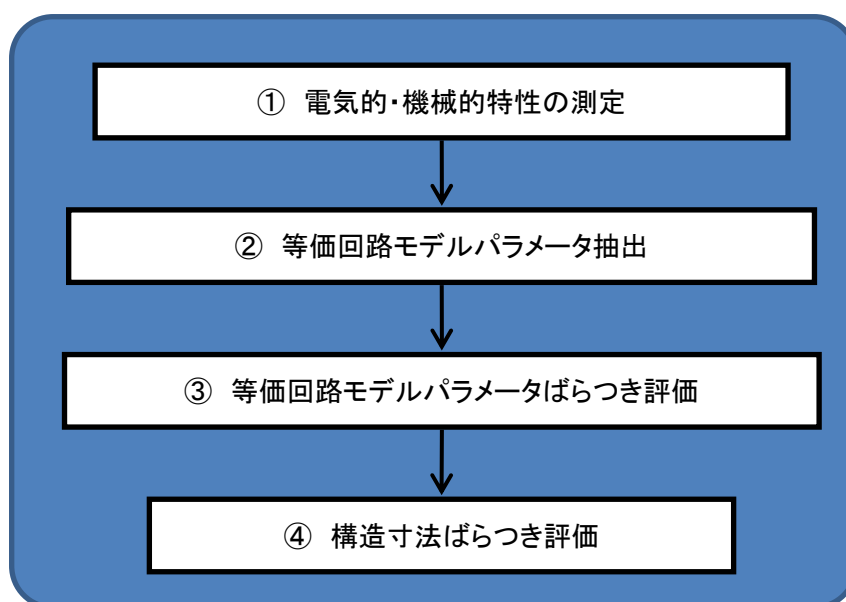 ① 電気的・機械的特性の測定
② 等価回路モデルパラメータ抽出
③ 等価回路モデルパラメータばらつき評価
④ 構造寸法ばらつき評価